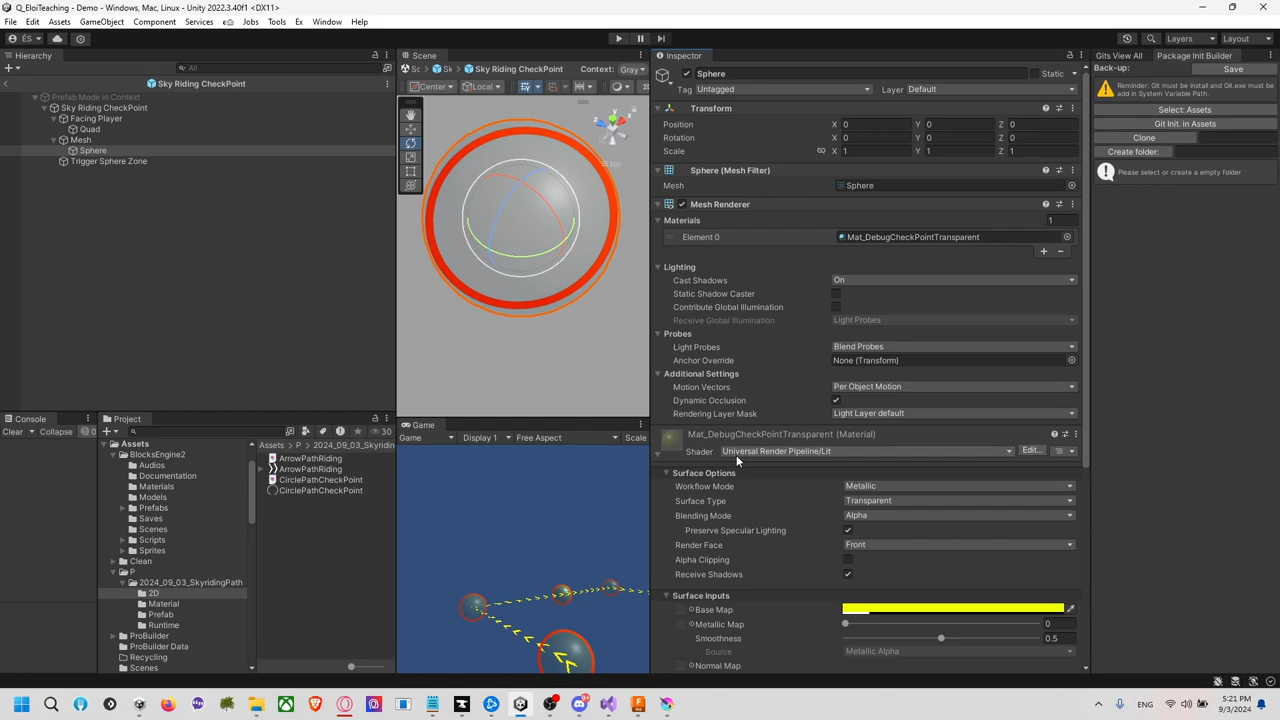 Q_EloiTeaching - Demo - Windows, Mac, Linux - Unity 2022.3.40f1 <DX11>
File Edit Assets GameObject Component Services Jobs Tools Ex Window Help
ÉS
Layers Layout
Hierarchy
All
Sky Riding CheckPoint
Prefab Mode in Context
Sky Riding CheckPoint
Facing Player
Quad
Mesh
Sphere
Trigger Sphere Zone
Scene
Sc Sk Sky Riding CheckPoint Context: Gray
Center Local 2D
y
x
Iso
Game
Game Display 1 Free Aspect Scale
Console
Clear Collapse 0
Project
Assets
BlocksEngine2
Audios
Documentation
Materials
Models
Prefabs
Saves
Scenes
Scripts
Sprites
Clean
P
2024_09_03_SkyridingPath
2D
Material
Prefab
Runtime
ProBuilder
ProBuilder Data
Recycling
Scenes
Assets > P > 2024_09_03_Skyridin
ArrowPathRiding
ArrowPathRiding
CirclePathCheckPoint
CirclePathCheckPoint
30
Inspector
Sphere Static
Tag Untagged Layer Default
Transform
Position X 0 Y 0 Z 0
Rotation X 0 Y 0 Z 0
Scale X 1 Y 1 Z 1
Sphere (Mesh Filter)
Mesh Sphere
Mesh Renderer
Materials 1
Element 0 Mat_DebugCheckPointTransparent
Lighting
Cast Shadows On
Static Shadow Caster
Contribute Global Illumination
Receive Global Illumination Light Probes
Probes
Light Probes Blend Probes
Anchor Override None (Transform)
Additional Settings
Motion Vectors Per Object Motion
Dynamic Occlusion
Rendering Layer Mask Light Layer default
Mat_DebugCheckPointTransparent (Material)
Shader Universal Render Pipeline/Lit Edit...
Surface Options
Workflow Mode Metallic
Surface Type Transparent
Blending Mode Alpha
Preserve Specular Lighting
Render Face Front
Alpha Clipping
Receive Shadows
Surface Inputs
Base Map
Metallic Map 0
Smoothness 0.5
Source Metallic Alpha
Normal Map
Gits View All Package Init Builder
Back-up: Save
Reminder: Git must be install and Git.exe must be add in System Variable Path.
Select: Assets
Git Init. in Assets
Clone
Create folder:
Please select or create a empty folder
5:21 PM
9/3/2024